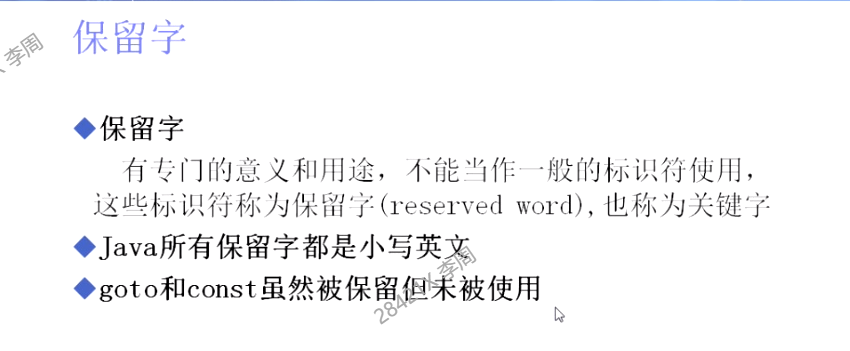 保留字
李周
保留字
有专门的意义和用途，不能当作一般的标识符使用，
这些标识符称为保留字(reserved word),也称为关键字
Java所有保留字都是小写英文
goto和const虽然被保留但未被使用
李周